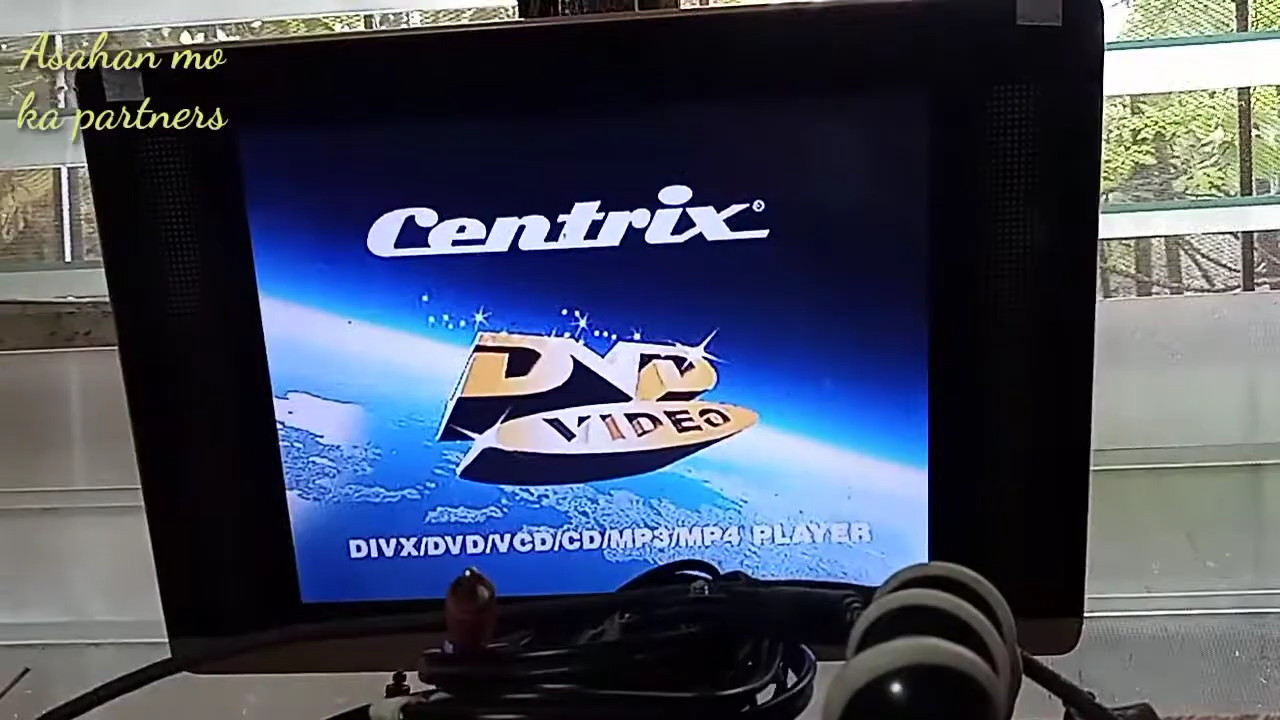 Asahan mo
ka partners
Centrix®
DVD
VIDEO
DIVX/DVD/VCD/CD/MP3/MP4 PLAYER